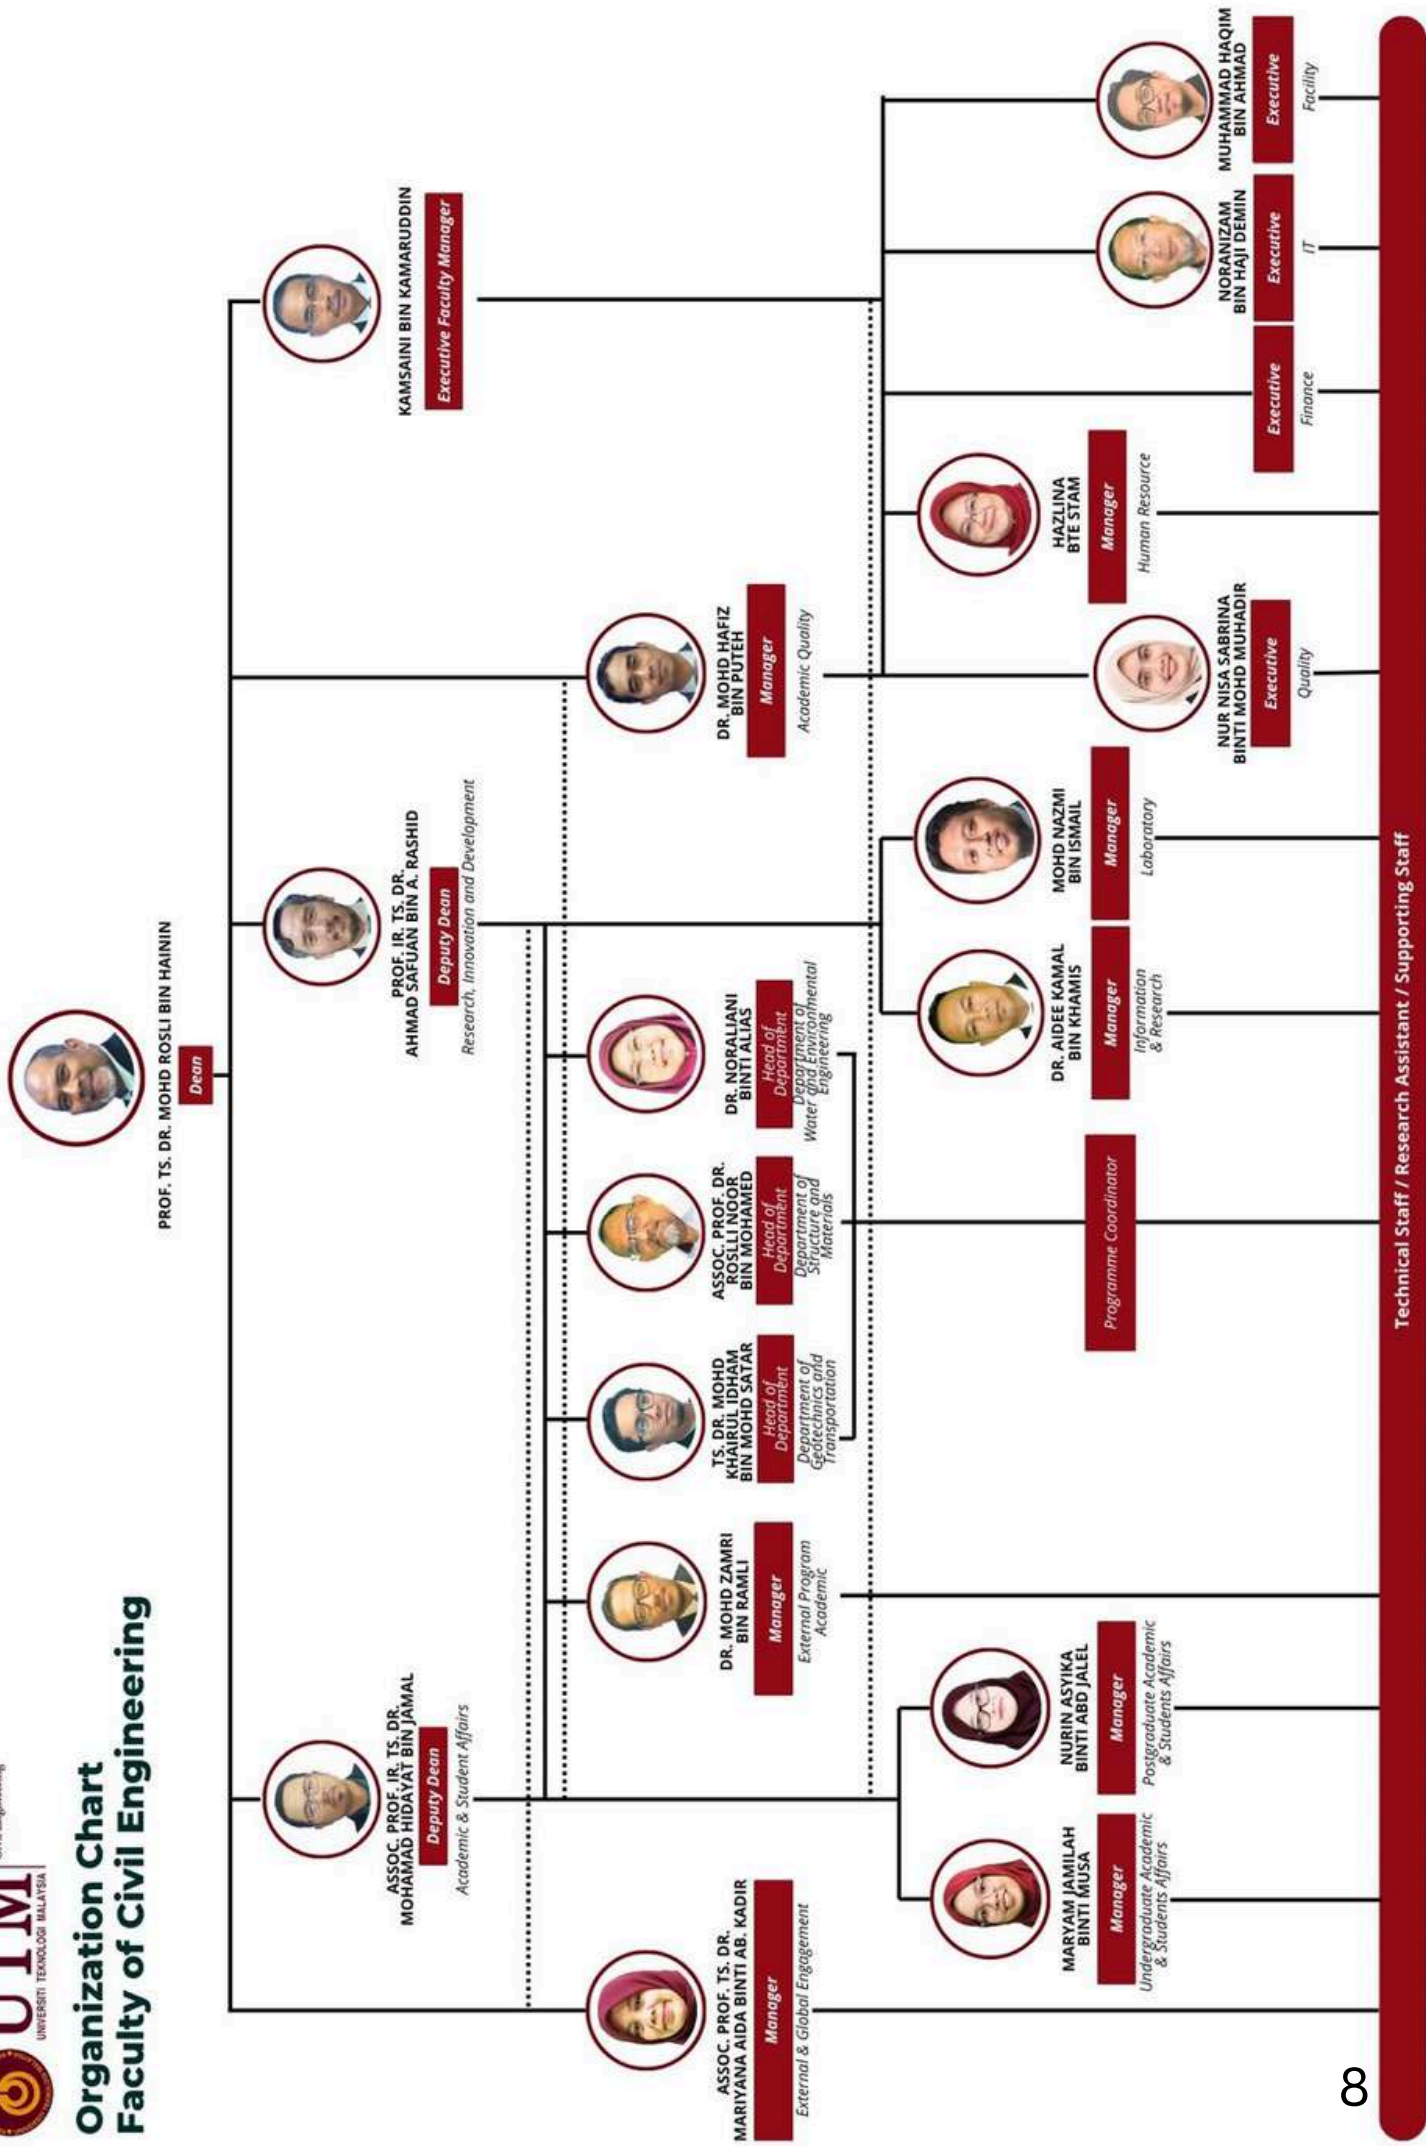 UTM
UNIVERSITI TEKNOLOGI MALAYSIA
Organization Chart
Faculty of Civil Engineering
PROF. TS. DR. MOHD ROSLI BIN HAININ
Dean
ASSOC. PROF. IR. TS. DR.
MOHAMAD HIDAYAT BIN JAMAL
Deputy Dean
Academic & Student Affairs
PROF. IR. TS. DR.
AHMAD SAFUAN BIN A. RASHID
Deputy Dean
Research, Innovation and Development
KAMSAINI BIN KAMARUDDIN
Executive Faculty Manager
ASSOC. PROF. TS. DR.
MARIYANA AIDA BINTI AB. KADIR
Manager
External & Global Engagement
DR. MOHD ZAMRI
BIN RAMLI
Manager
External Program
Academic
TS. DR. MOHD
KHAIRUL IDHAM
BIN MOHD SATAR
Head of
Department
Department of
Geotechnics and
Transportation
ASSOC. PROF. DR.
ROSLLI NOOR
BIN MOHAMED
Head of
Department
Department of
Structure and
Materials
DR. NORALIANI
BINTI ALIAS
Head of
Department
Department of
Water and Environmental
Engineering
DR. MOHD HAFIZ
BIN PUTEH
Manager
Academic Quality
MARYAM JAMILAH
BINTI MUSA
Manager
Undergraduate Academic
& Students Affairs
NURIN ASYIKA
BINTI ABD JALEL
Manager
Postgraduate Academic
& Students Affairs
Programme Coordinator
DR. AIDEE KAMAL
BIN KHAMIS
Manager
Information
& Research
MOHD NAZMI
BIN ISMAIL
Manager
Laboratory
NUR NISA SABRINA
BINTI MOHD MUHADIR
Executive
Quality
HAZLINA
BTE STAM
Manager
Human Resource
Executive
Finance
NORANIZAM
BIN HAJI DEMIN
Executive
IT
MUHAMMAD HAQIM
BIN AHMAD
Executive
Facility
Technical Staff / Research Assistant / Supporting Staff
8